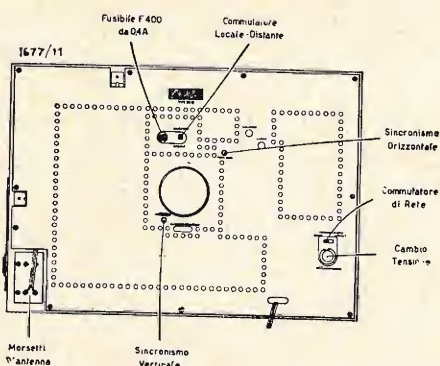 Fusibile F400
da 0,4A
Commutatore
Locale-Distante
1677/11
Sincronismo
Orizzontale
Commutatore
di Rete
Cambio
Tensione
Morsetti
D'antenna
Sincronismo
Verticale